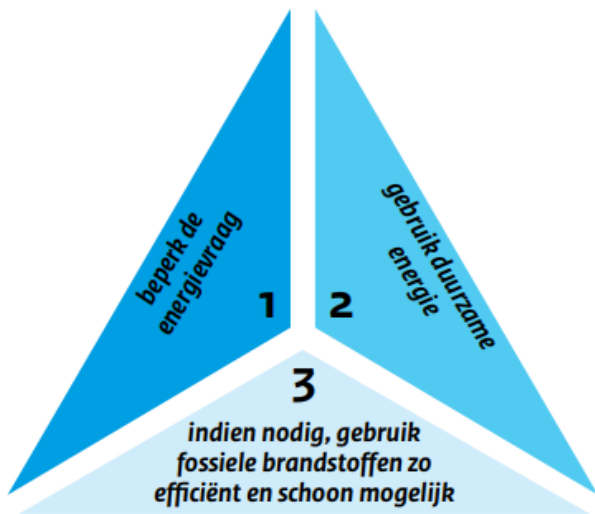 beperk de
energievraag
1
2
gebruik duurzame
energie
3
indien nodig, gebruik
fossiele brandstoffen zo
efficiënt en schoon mogelijk